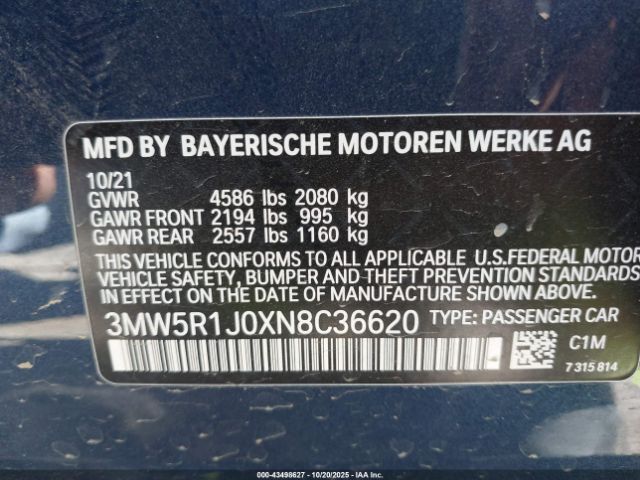 MFD BY BAYERISCHE MOTOREN WERKE AG
10/21
GVWR 4586 lbs 2080 kg
GAWR FRONT 2194 lbs 995 kg
GAWR REAR 2557 lbs 1160 kg
THIS VEHICLE CONFORMS TO ALL APPLICABLE U.S.FEDERAL MOTOR
VEHICLE SAFETY, BUMPER AND THEFT PREVENTION STANDARDS
IN EFFECT ON THE DATE OF MANUFACTURE SHOWN ABOVE.
3MW5R1J0XN8C36620 TYPE: PASSENGER CAR
C1M
7 315 814
000-43498627 - 10/20/2025 - IAA Inc.